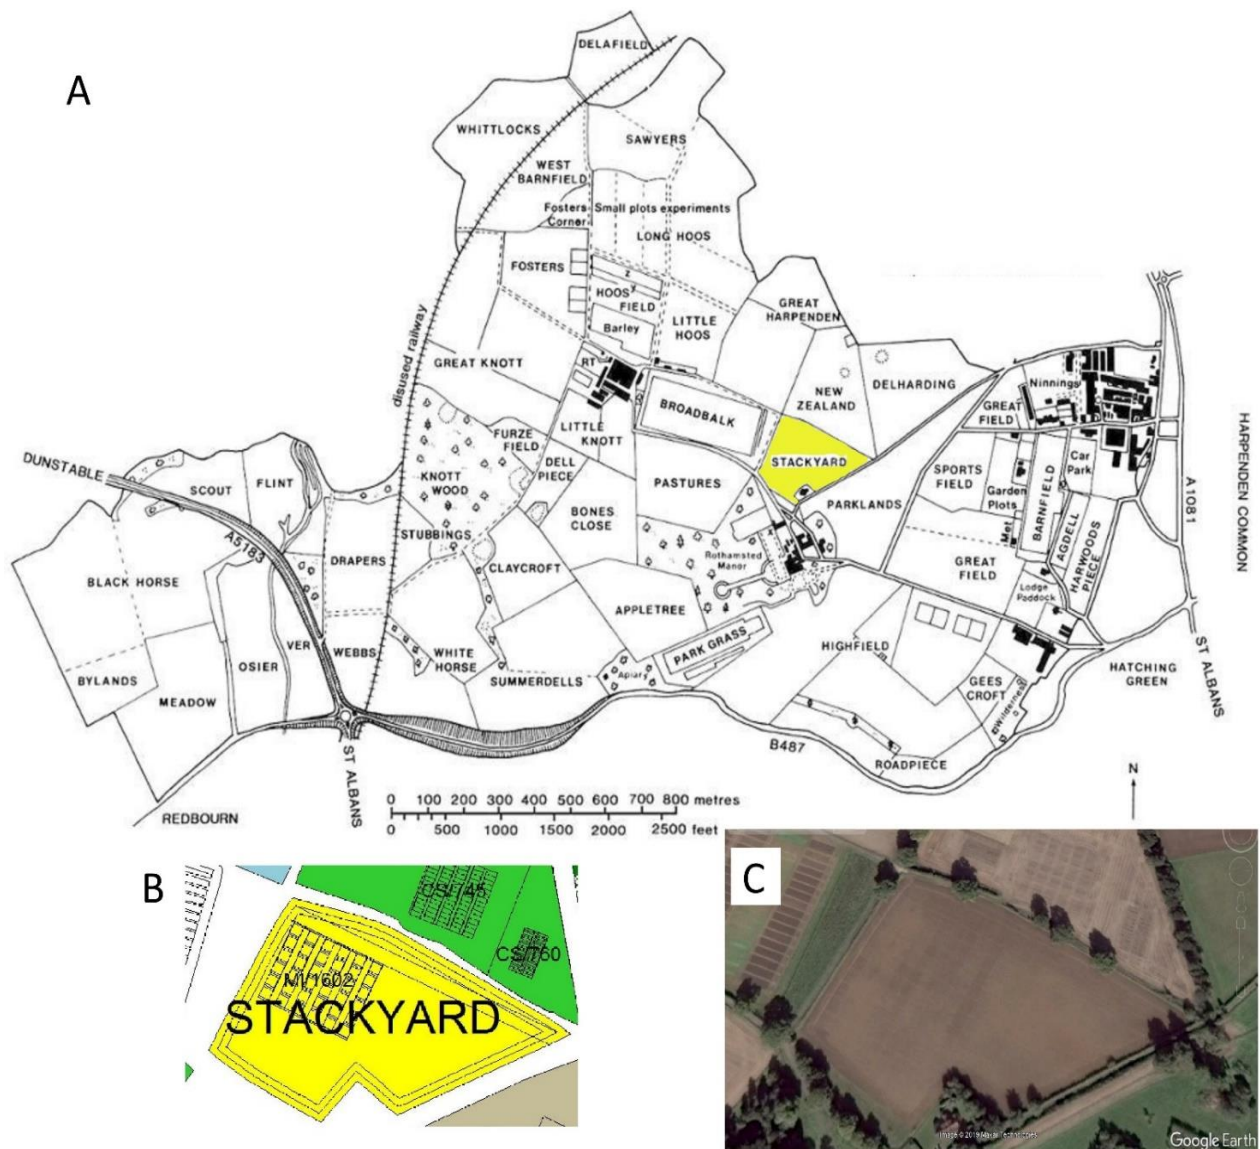 A
DELAFIELD
WHITTLOCKS
SAWYERS
WEST
BARNFIELD
Fosters
Corner
Small plots experiments
LONG HOOS
FOSTERS
Z
Y
HOOS
FIELD
Barley
LITTLE
HOOS
GREAT
HARPENDEN
disused railway
GREAT KNOTT
RT
NEW
ZEALAND
DELHARDING
Ninnings
GREAT
FIELD
BROADBALK
LITTLE
KNOTT
FURZE
FIELD
DELL
PIECE
KNOTT
WOOD
STACKYARD
Car
Park
SPORTS
FIELD
Garden
Plots
BARNFIELD
A1081
HARPENDEN COMMON
DUNSTABLE
SCOUT
FLINT
A5183
PASTURES
PARKLANDS
BONES
CLOSE
STUBBINGS
Met.
AGDELL
HARWOODS
PIECE
DRAPERS
CLAYCROFT
Rothamsted
Manor
GREAT
FIELD
BLACK HORSE
Lodge
Paddock
APPLETREE
VER
WEBBS
WHITE
HORSE
PARK GRASS
HIGHFIELD
OSIER
BYLANDS
MEADOW
SUMMERDELLS
Apiary
GEES
CROFT
Wilderness
HATCHING
GREEN
ST ALBANS
B487
ROADPIECE
ST ALBANS
REDBOURN
0 100 200 300 400 500 600 700 800 metres
0 500 1000 1500 2000 2500 feet
N
B
CS/745
CS/760
MI/1602
STACKYARD
C
Image © 2019 Maxar Technologies
Google Earth